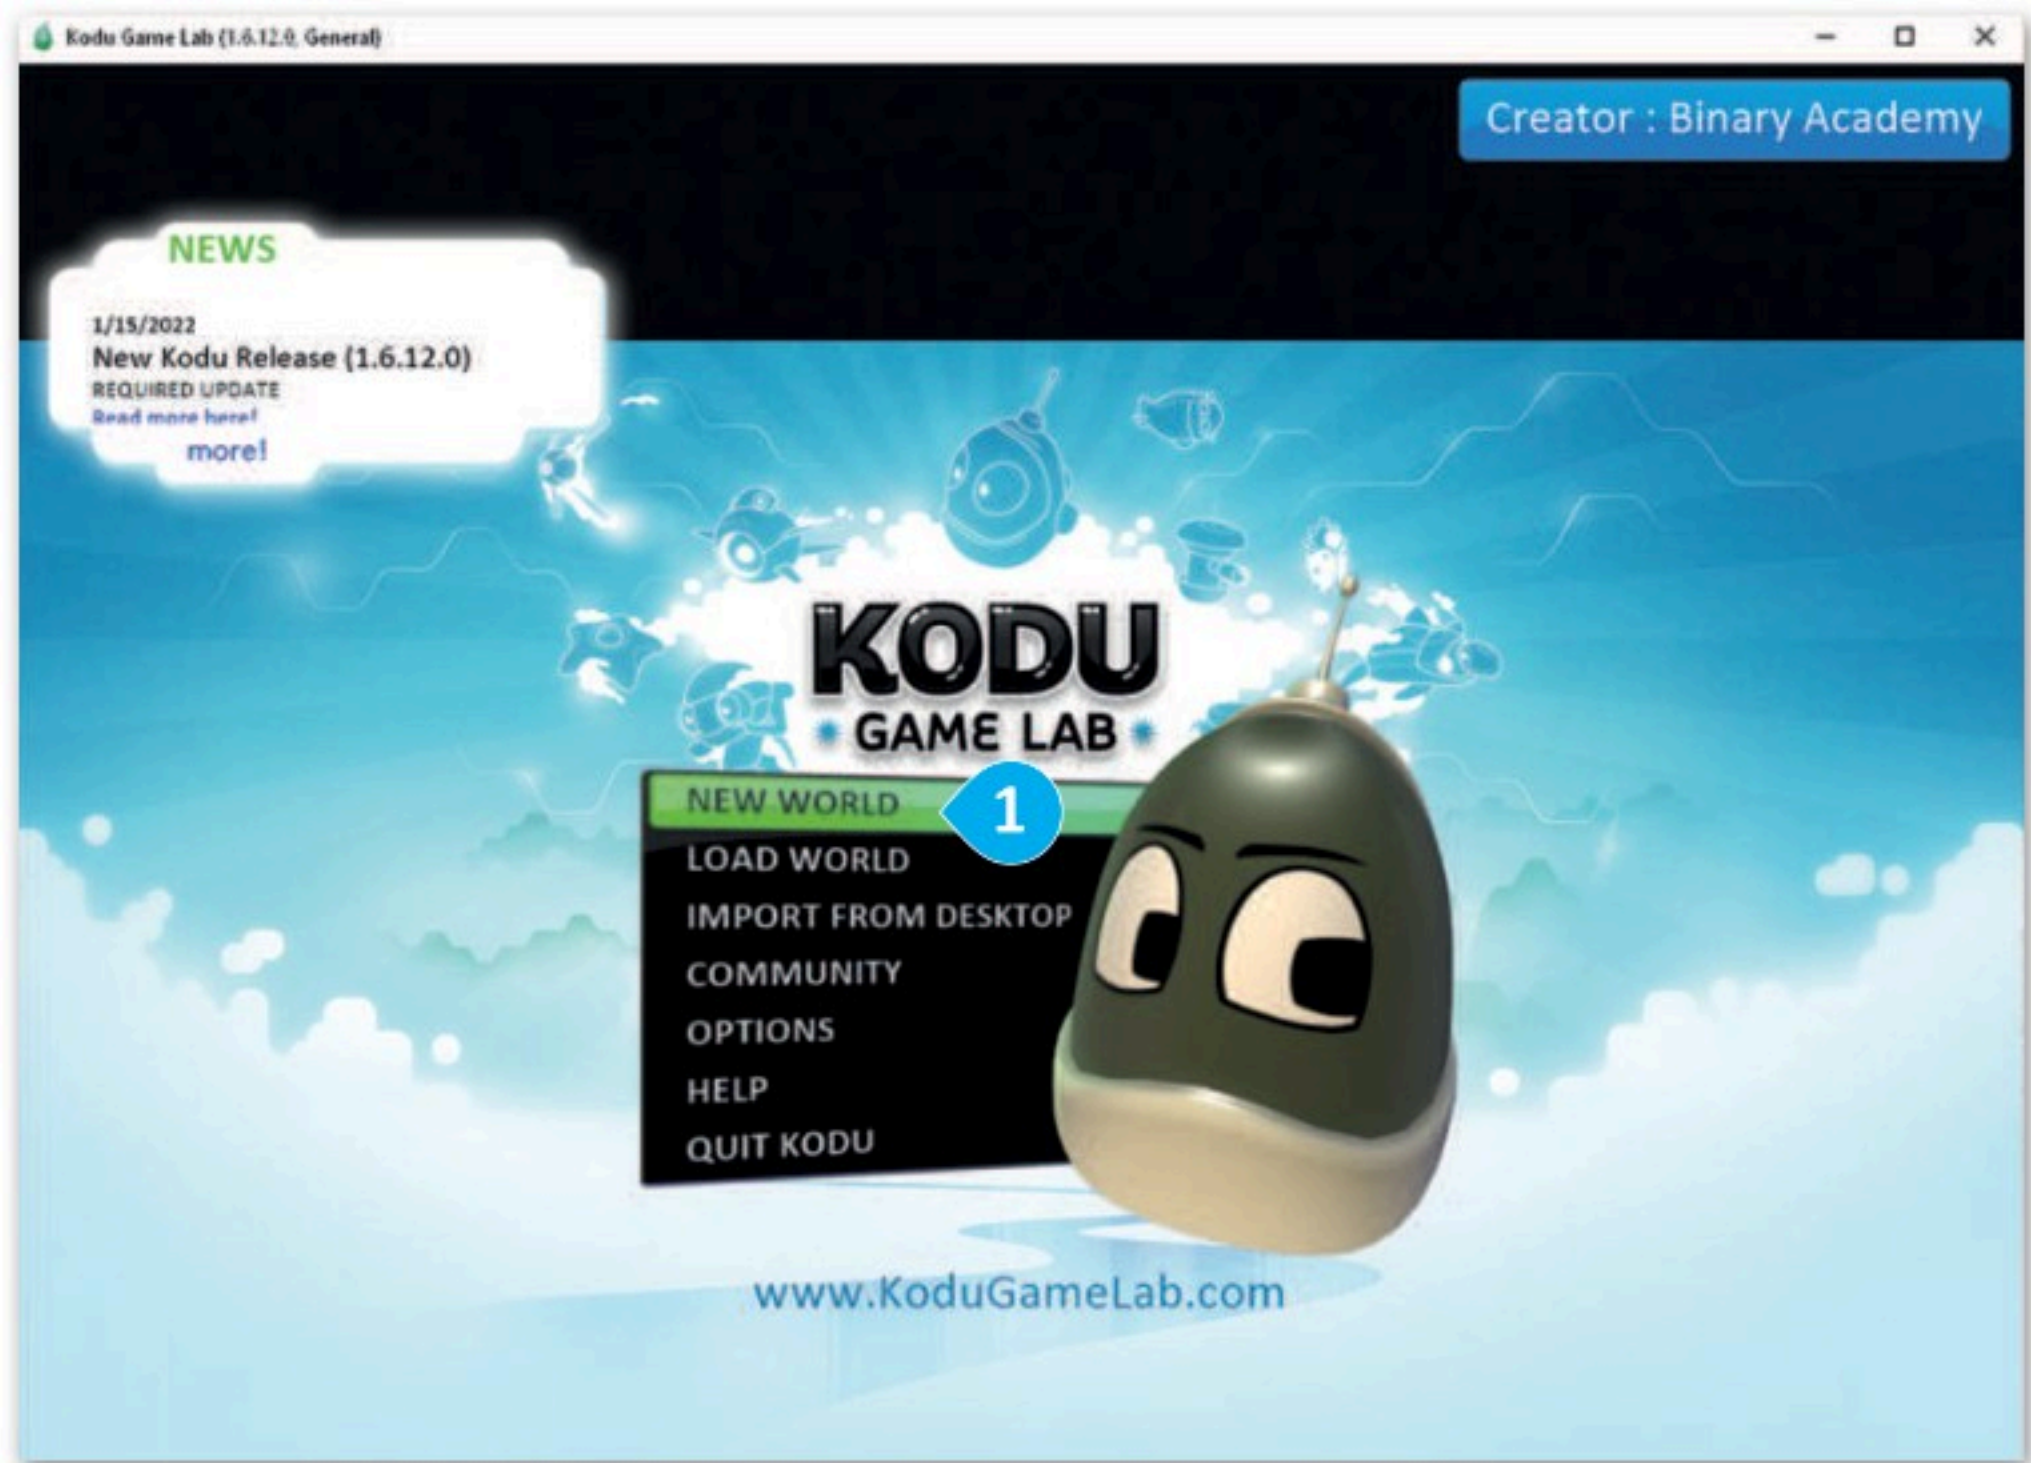 Kodu Game Lab (1.6.12.0, General)
Creator : Binary Academy
NEWS
1/15/2022
New Kodu Release (1.6.12.0)
REQUIRED UPDATE
Read more here!
more!
KODU
GAME LAB
NEW WORLD
1
LOAD WORLD
IMPORT FROM DESKTOP
COMMUNITY
OPTIONS
HELP
QUIT KODU
www.KoduGameLab.com